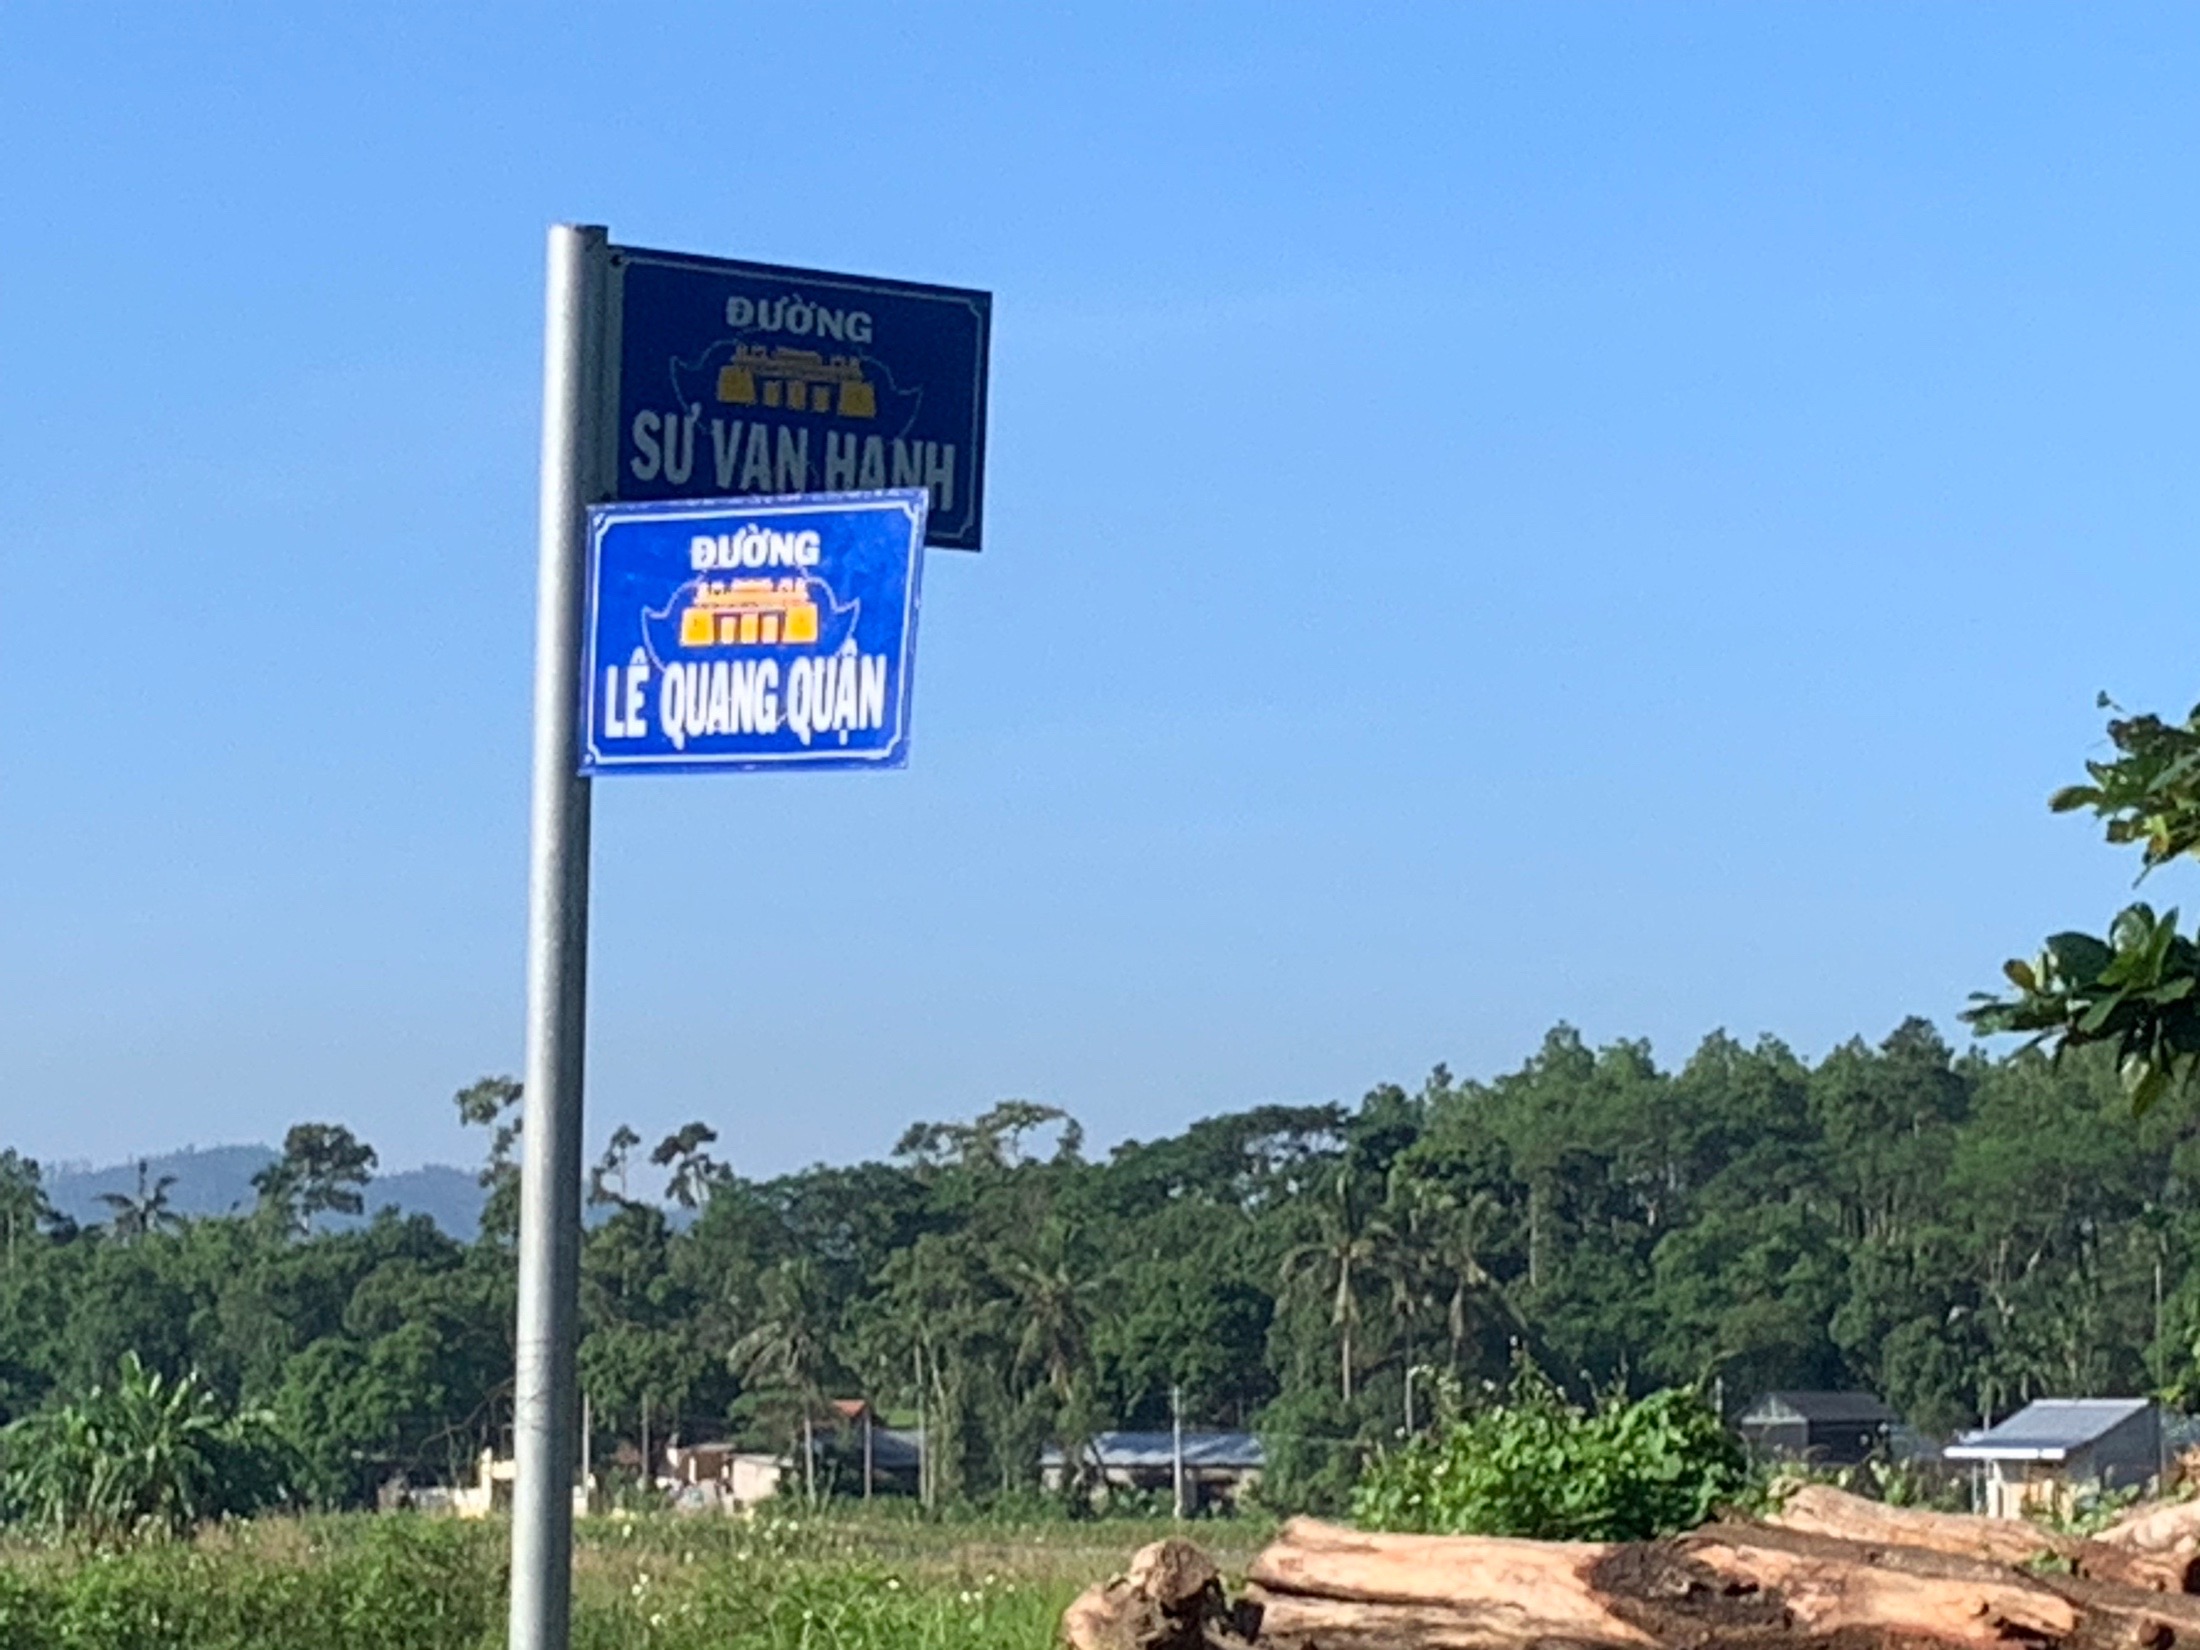 ĐƯỜNG
SƯ VẠN HẠNH
ĐƯỜNG
LÊ QUANG QUẬN